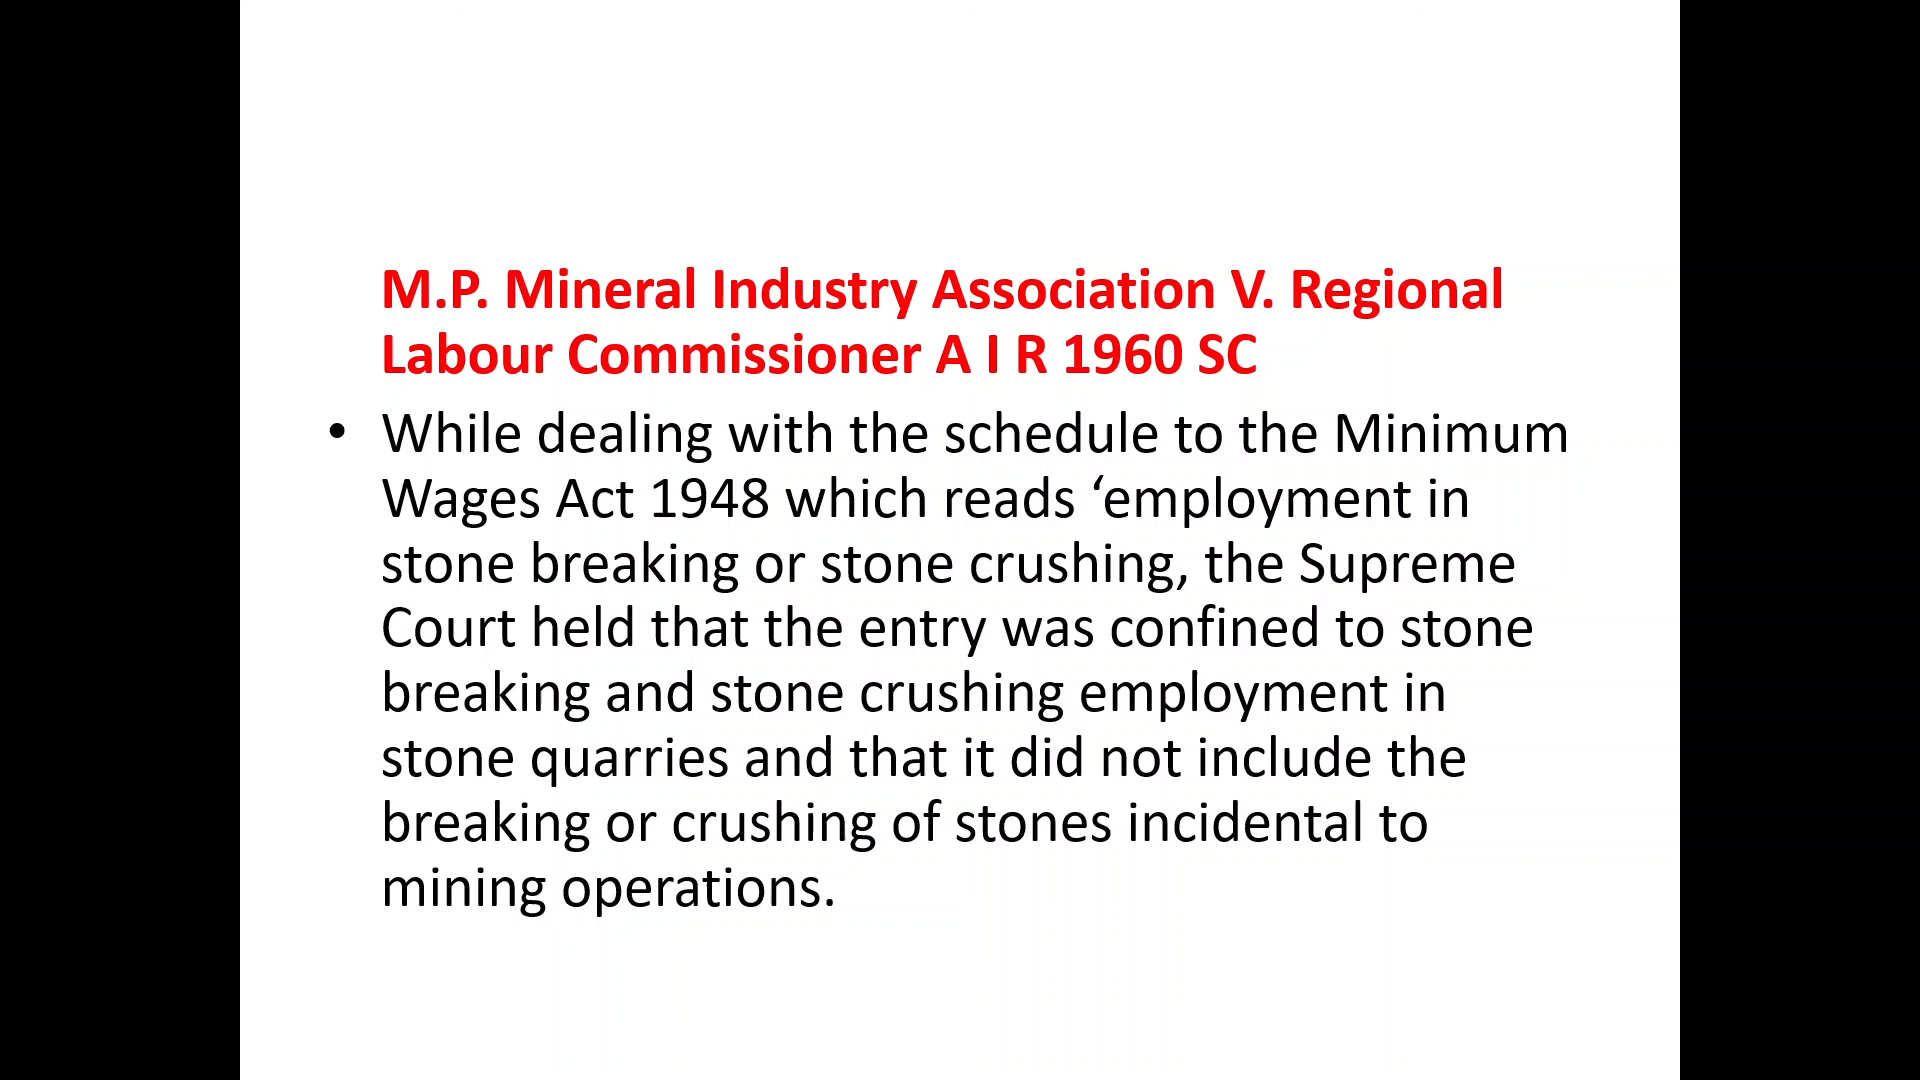 M.P. Mineral Industry Association V. Regional
Labour Commissioner A I R 1960 SC
• While dealing with the schedule to the Minimum
Wages Act 1948 which reads ‘employment in
stone breaking or stone crushing, the Supreme
Court held that the entry was confined to stone
breaking and stone crushing employment in
stone quarries and that it did not include the
breaking or crushing of stones incidental to
mining operations.